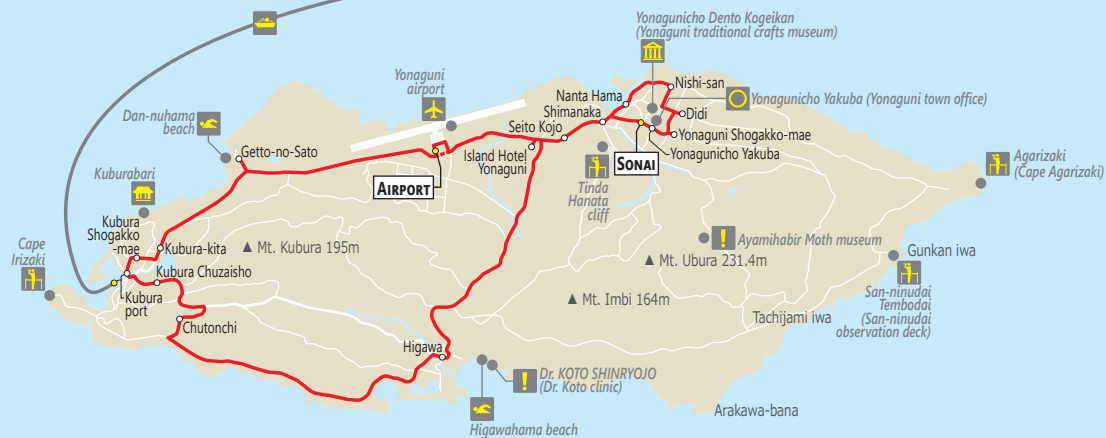 Yonagunicho Dento Kogeikan
(Yonaguni traditional crafts museum)
Yonaguni
airport
Nishi-san
Nanta Hama
Yonagunicho Yakuba (Yonaguni town office)
Dan-nuhama
beach
Shimanaka
Didi
Seito Kojo
Yonaguni Shogakko-mae
Getto-no-Sato
Island Hotel
Yonaguni
Yonagunicho Yakuba
SONAI
AIRPORT
Agarizaki
(Cape Agarizaki)
Kuburabari
Tinda
Hanata
cliff
Kubura
Shogakko
-mae
Cape
Irizaki
Kubura-kita
Mt. Kubura 195m
Ayamihabir Moth museum
Gunkan iwa
Mt. Ubura 231.4m
Kubura Chuzaisho
Kubura
port
Mt. Imbi 164m
San-ninudai
Tembodai
(San-ninudai
observation deck)
Tachijami iwa
Chutonchi
Higawa
Dr. KOTO SHINRYOJO
(Dr. Koto clinic)
Arakawa-bana
Higawahama beach